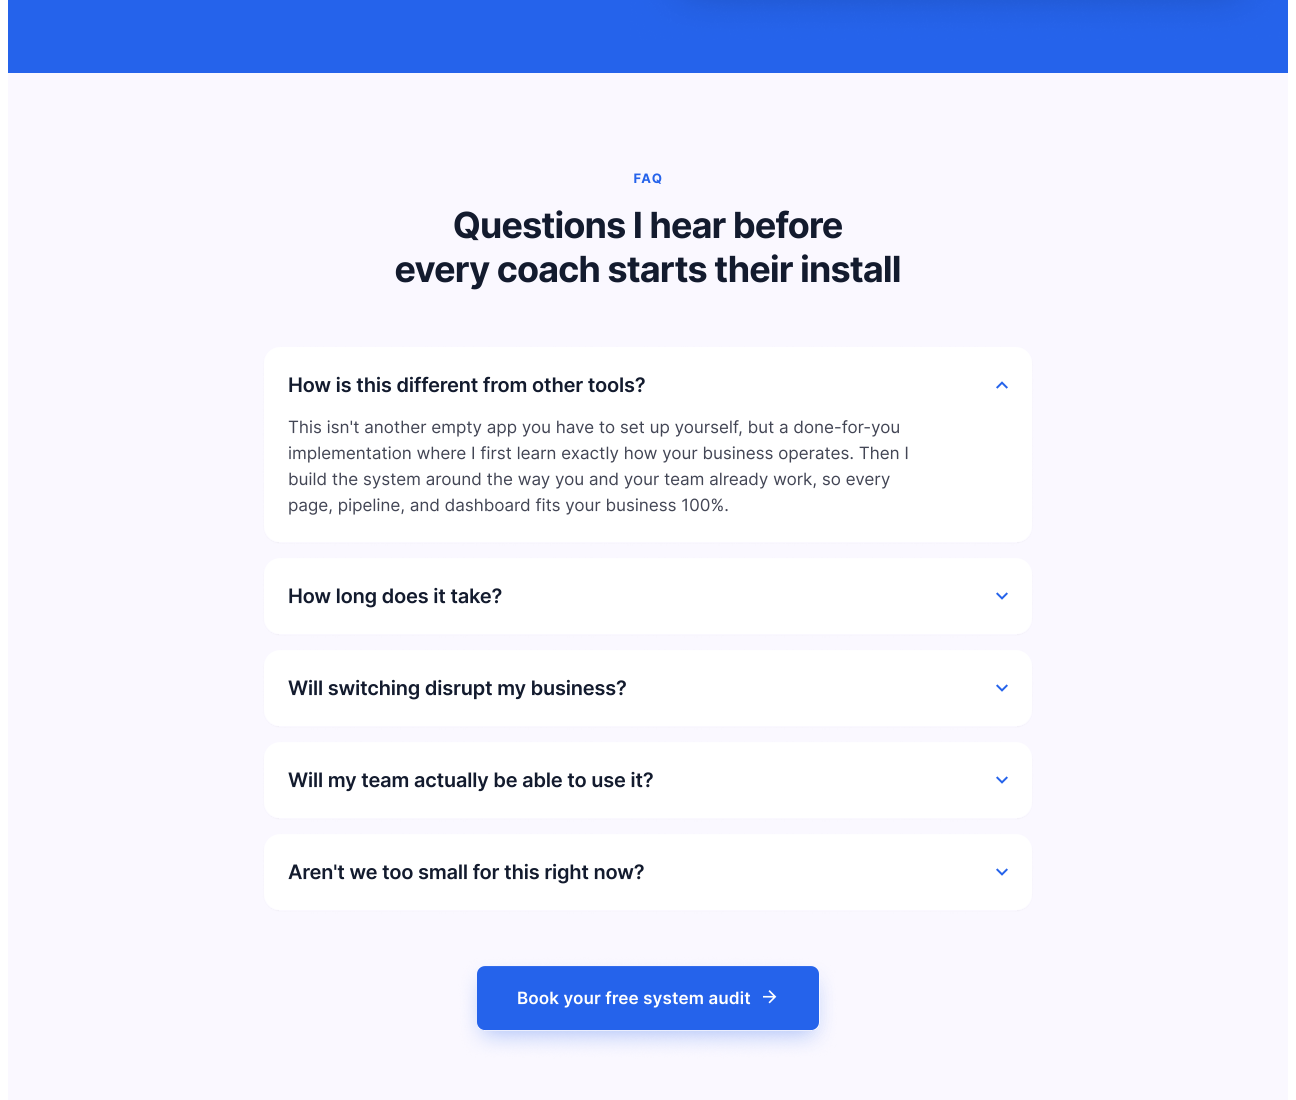 FAQ
Questions I hear before
every coach starts their install
How is this different from other tools?
This isn't another empty app you have to set up yourself, but a done-for-you
implementation where I first learn exactly how your business operates. Then I
build the system around the way you and your team already work, so every
page, pipeline, and dashboard fits your business 100%.
How long does it take?
Will switching disrupt my business?
Will my team actually be able to use it?
Aren't we too small for this right now?
Book your free system audit →